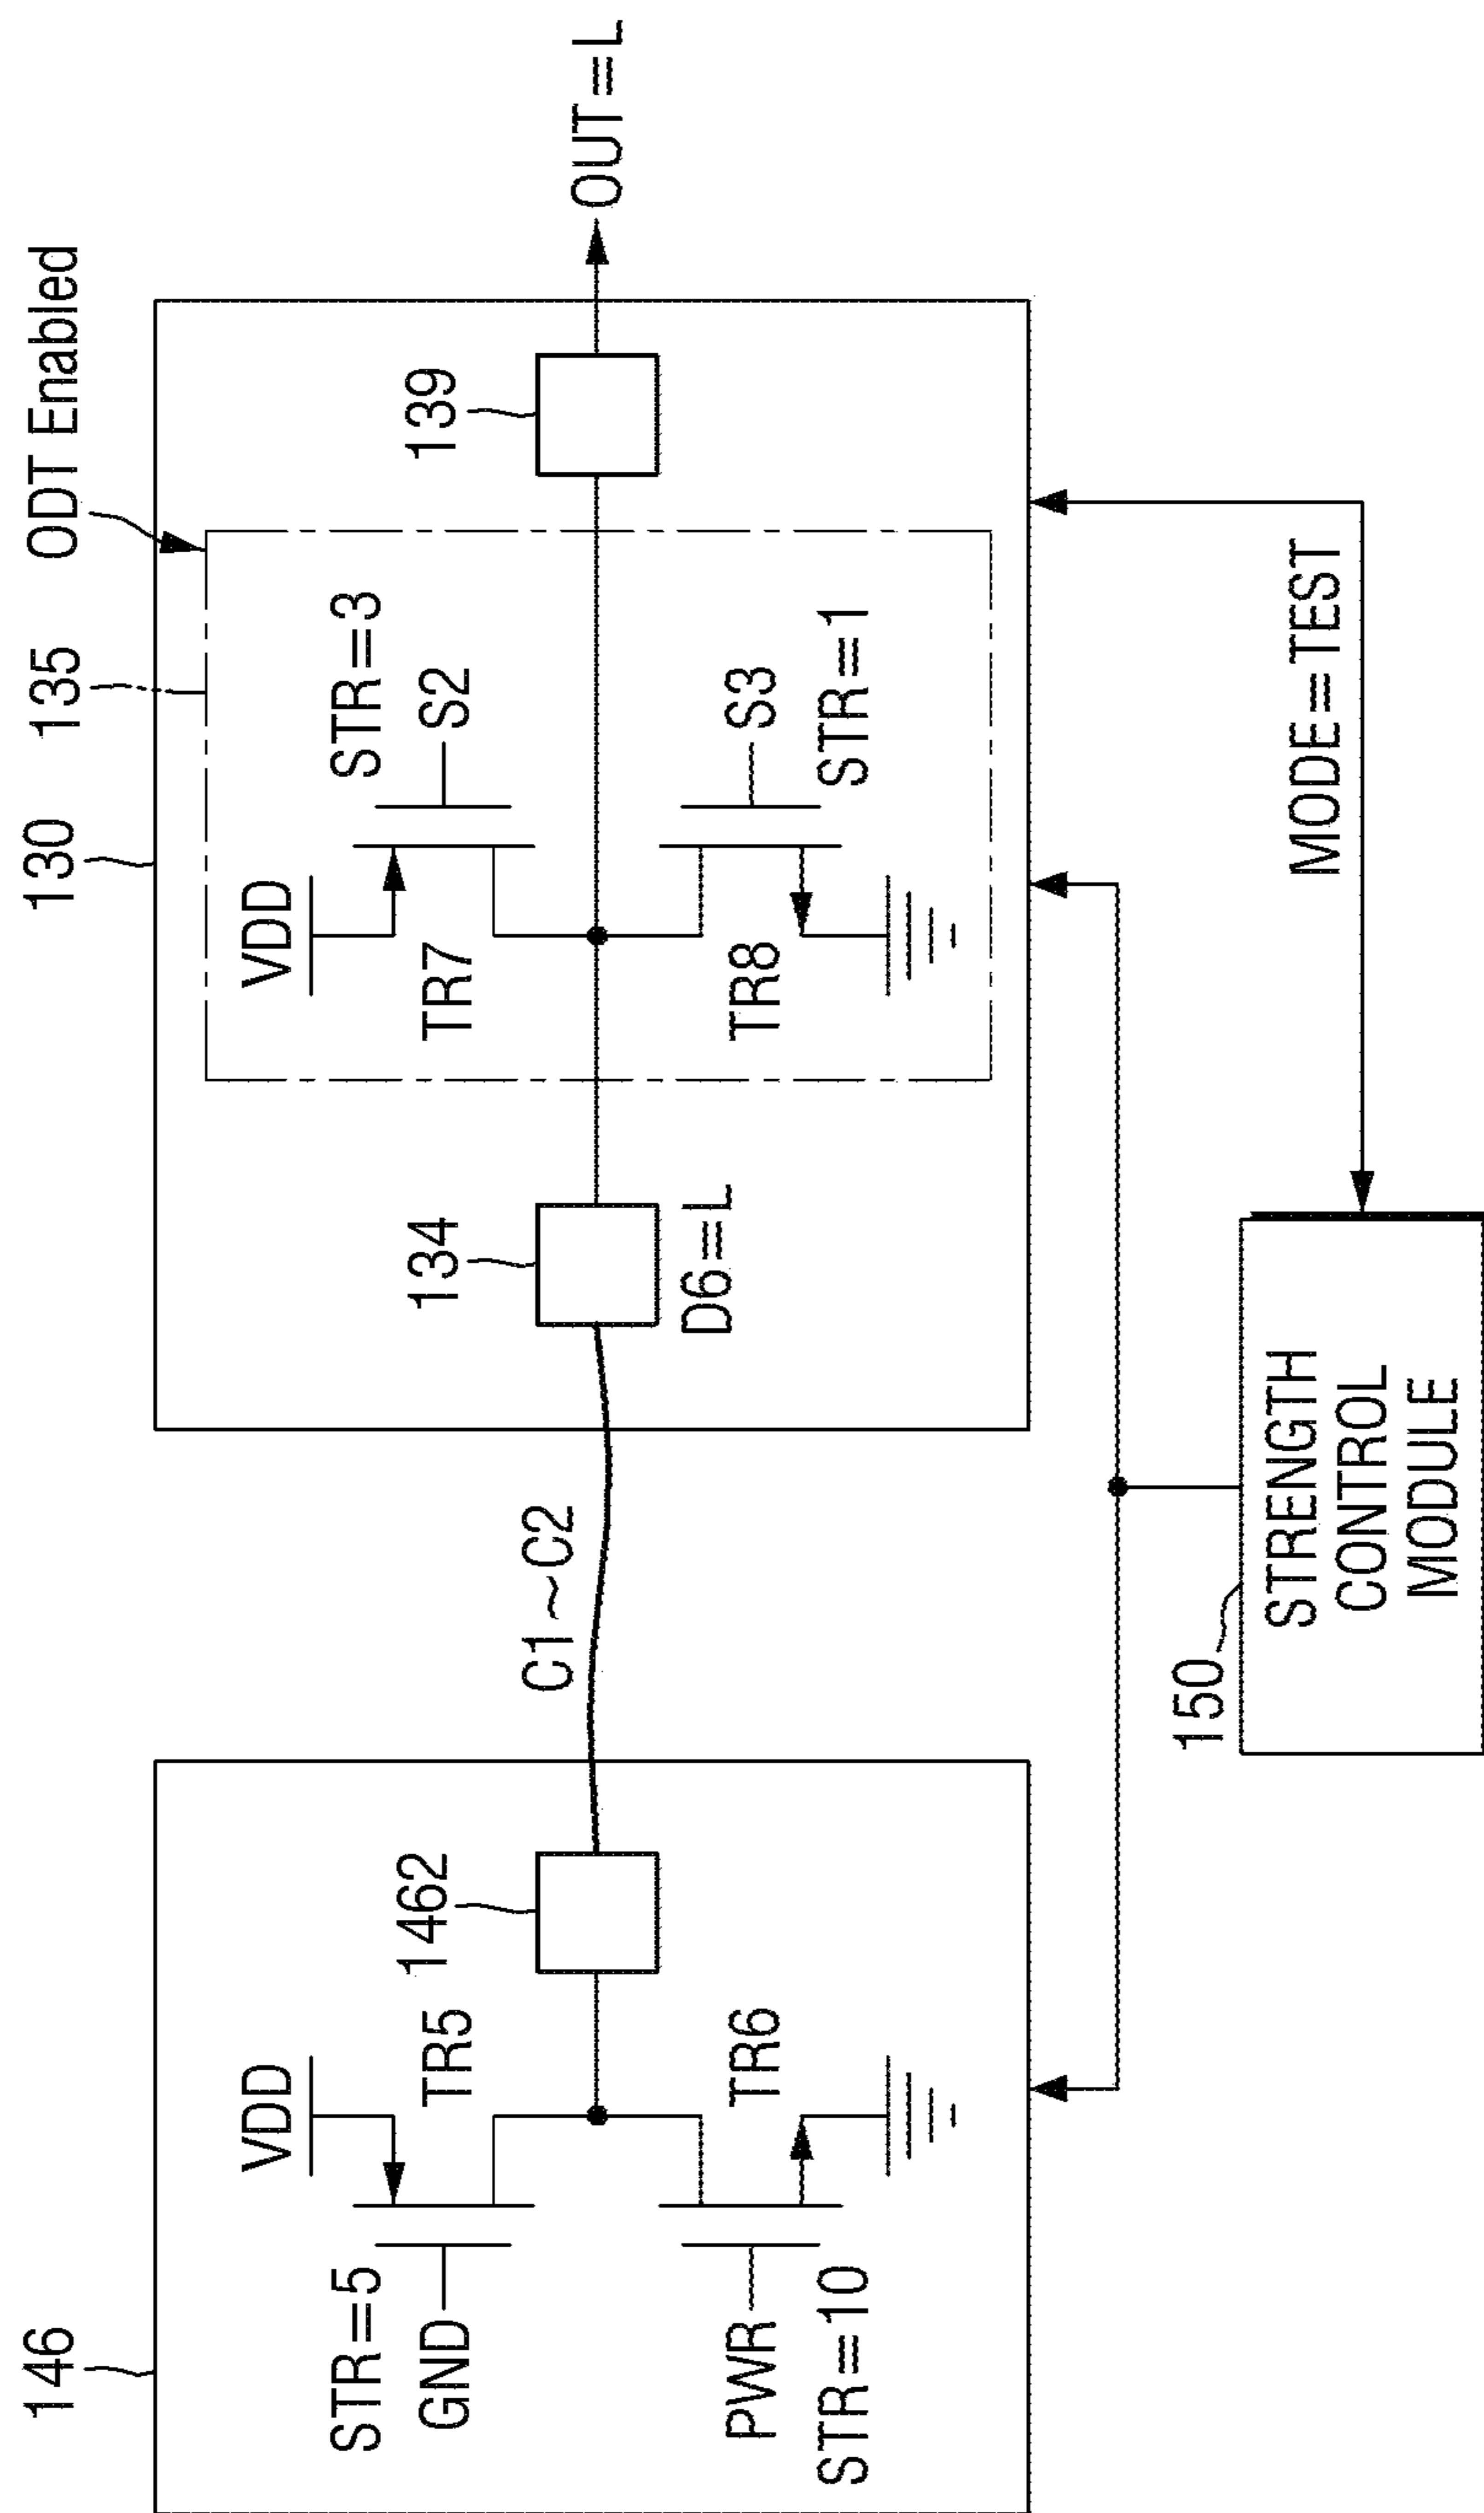 146
130
135
ODT Enabled
VDD
STR=5
GND
TR5
1462
PWR
STR=10
TR6
C1~C2
134
D6=L
VDD
TR7
STR=3
S2
TR8
S3
STR=1
139
OUT=L
150
STRENGTH
CONTROL
MODULE
MODE=TEST